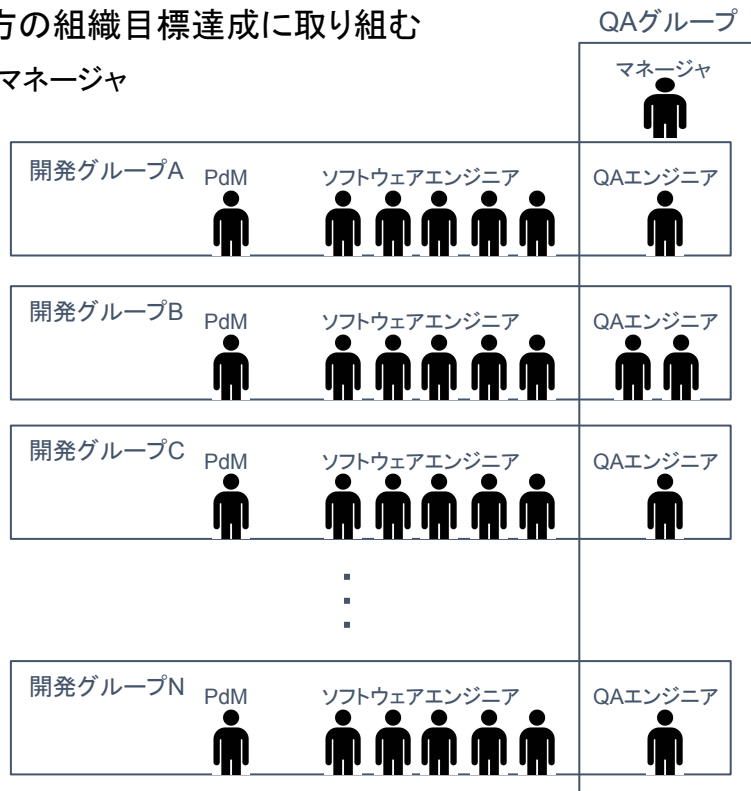 方の組織目標達成に取り組む
マネージャ
QAグループ
マネージャ
開発グループA PdM ソフトウェアエンジニア QAエンジニア
開発グループB PdM ソフトウェアエンジニア QAエンジニア
開発グループC PdM ソフトウェアエンジニア QAエンジニア
開発グループN PdM ソフトウェアエンジニア QAエンジニア